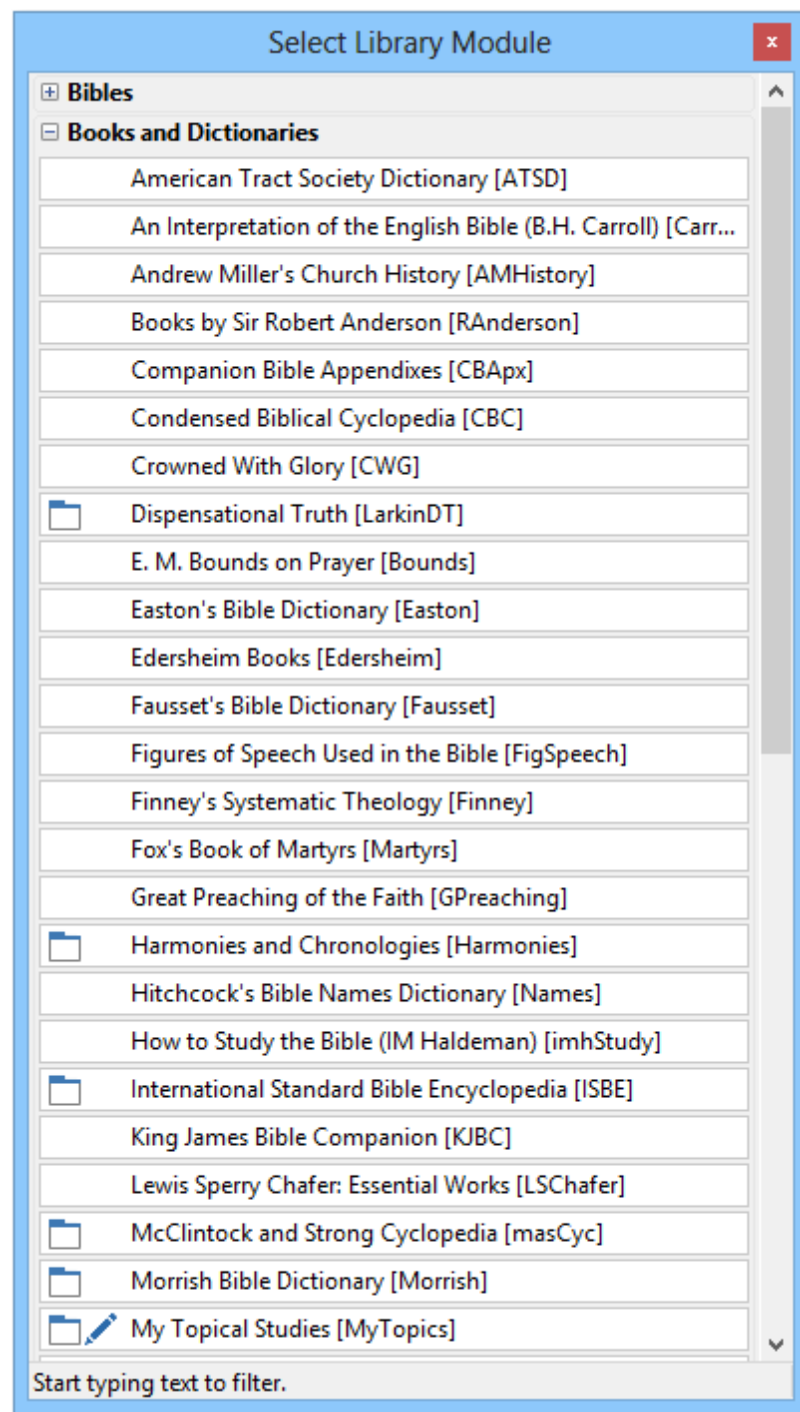 Select Library Module
x
Bibles
Books and Dictionaries
American Tract Society Dictionary [ATSD]
An Interpretation of the English Bible (B.H. Carroll) [Carr...
Andrew Miller's Church History [AMHistory]
Books by Sir Robert Anderson [RAnderson]
Companion Bible Appendixes [CBApx]
Condensed Biblical Cyclopedia [CBC]
Crowned With Glory [CWG]
Dispensational Truth [LarkinDT]
E. M. Bounds on Prayer [Bounds]
Easton's Bible Dictionary [Easton]
Edersheim Books [Edersheim]
Fausset's Bible Dictionary [Fausset]
Figures of Speech Used in the Bible [FigSpeech]
Finney's Systematic Theology [Finney]
Fox's Book of Martyrs [Martyrs]
Great Preaching of the Faith [GPreaching]
Harmonies and Chronologies [Harmonies]
Hitchcock's Bible Names Dictionary [Names]
How to Study the Bible (IM Haldeman) [imhStudy]
International Standard Bible Encyclopedia [ISBE]
King James Bible Companion [KJBC]
Lewis Sperry Chafer: Essential Works [LSChafer]
McClintock and Strong Cyclopedia [masCyc]
Morrish Bible Dictionary [Morrish]
My Topical Studies [MyTopics]
Start typing text to filter.